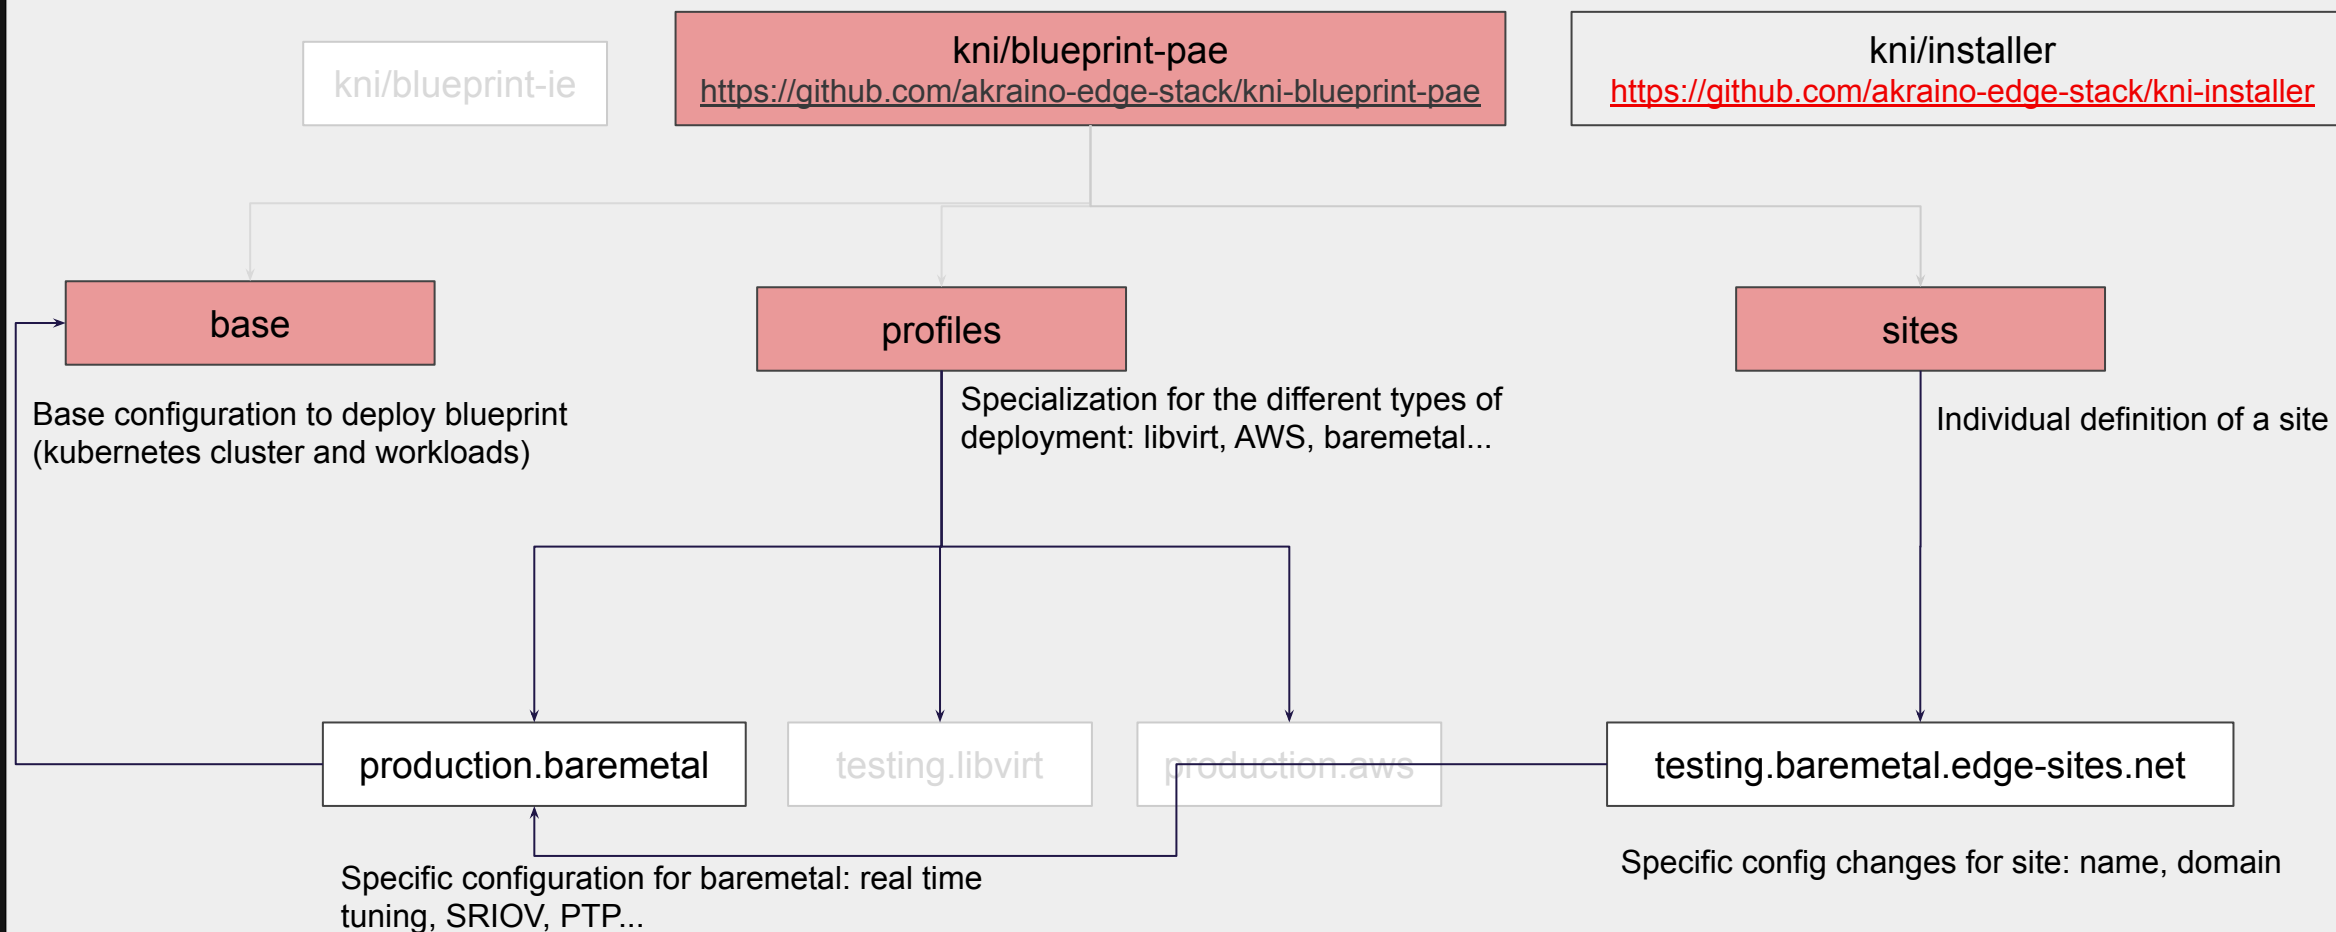 kni/blueprint-ie
kni/blueprint-pae
https://github.com/akraino-edge-stack/kni-blueprint-pae
kni/installer
https://github.com/akraino-edge-stack/kni-installer
base
profiles
sites
Base configuration to deploy blueprint
(kubernetes cluster and workloads)
Specialization for the different types of
deployment: libvirt, AWS, baremetal...
Individual definition of a site
production.baremetal
testing.libvirt
production.aws
testing.baremetal.edge-sites.net
Specific configuration for baremetal: real time
tuning, SRIOV, PTP...
Specific config changes for site: name, domain